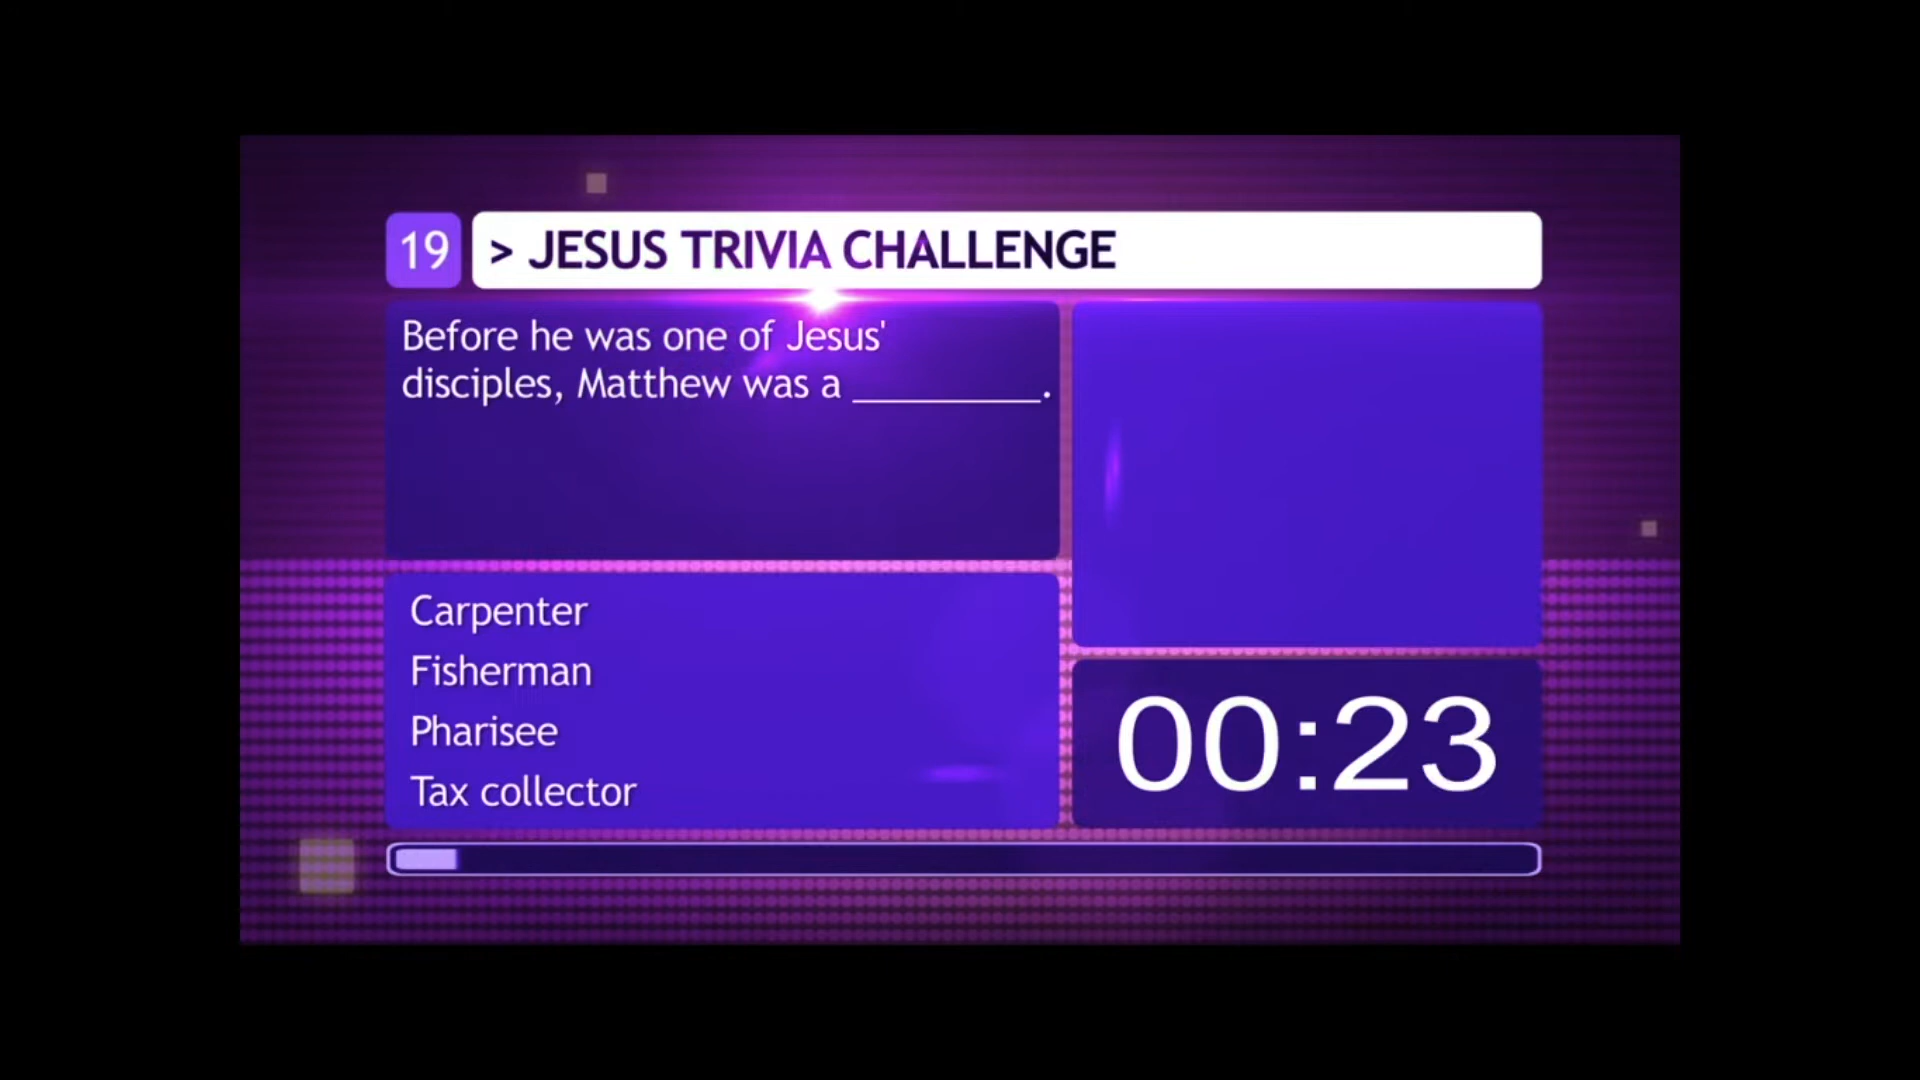 19
> JESUS TRIVIA CHALLENGE
Before he was one of Jesus'
disciples, Matthew was a _________.
Carpenter
Fisherman
Pharisee
Tax collector
00:23